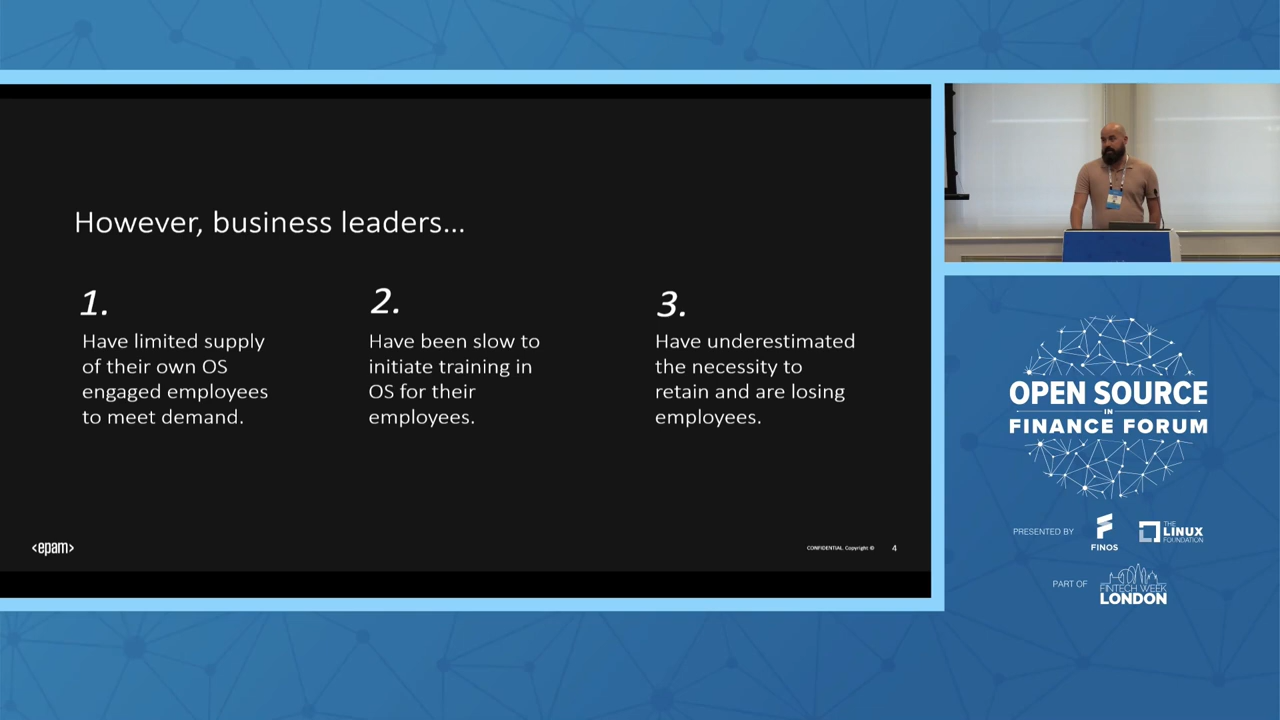 However, business leaders...
1.
Have limited supply
of their own OS
engaged employees
to meet demand.
2.
Have been slow to
initiate training in
OS for their
employees.
3.
Have underestimated
the necessity to
retain and are losing
employees.
<epam>
CONFIDENTIAL Copyright ©
4
OPEN SOURCE
IN
FINANCE FORUM
PRESENTED BY
FINOS
THE
LINUX
FOUNDATION
PART OF
FINTECH WEEK
LONDON